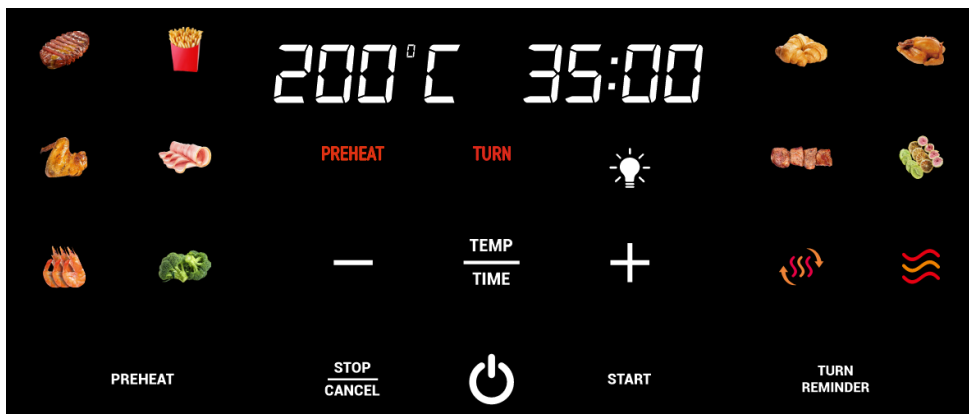 200°C 35:00
PREHEAT TURN
TEMP
TIME
PREHEAT
STOP
CANCEL
START
TURN
REMINDER